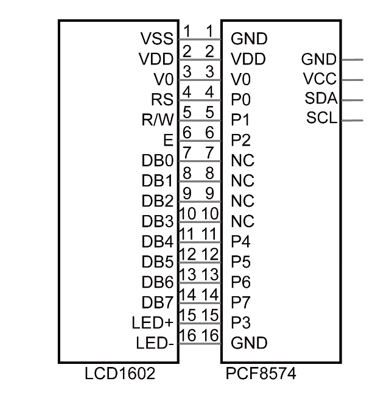 VSS 1 1 GND
VDD 2 2 VDD GND
V0 3 3 V0 VCC
RS 4 4 P0 SDA
R/W 5 5 P1 SCL
E 6 6 P2
DB0 7 7 NC
DB1 8 8 NC
DB2 9 9 NC
DB3 10 10 NC
DB4 11 11 P4
DB5 12 12 P5
DB6 13 13 P6
DB7 14 14 P7
LED+ 15 15 P3
LED- 16 16 GND
LCD1602 PCF8574